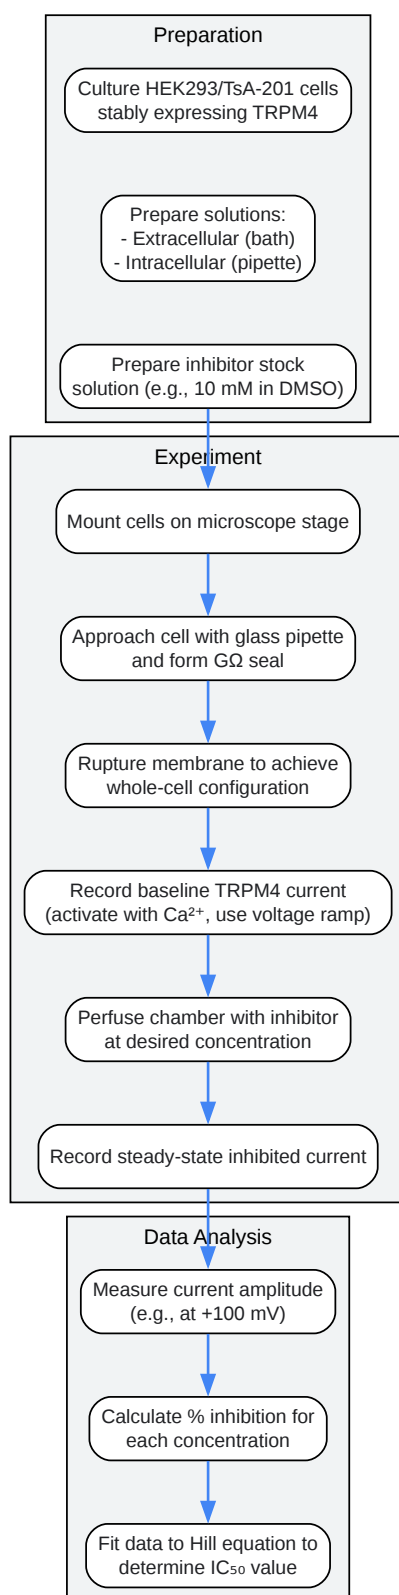 Preparation
Culture HEK293/TsA-201 cells
stably expressing TRPM4
Prepare solutions:
- Extracellular (bath)
- Intracellular (pipette)
Prepare inhibitor stock
solution (e.g., 10 mM in DMSO)
Experiment
Mount cells on microscope stage
Approach cell with glass pipette
and form GΩ seal
Rupture membrane to achieve
whole-cell configuration
Record baseline TRPM4 current
(activate with Ca²⁺, use voltage ramp)
Perfuse chamber with inhibitor
at desired concentration
Record steady-state inhibited current
Data Analysis
Measure current amplitude
(e.g., at +100 mV)
Calculate % inhibition for
each concentration
Fit data to Hill equation to
determine IC₅₀ value